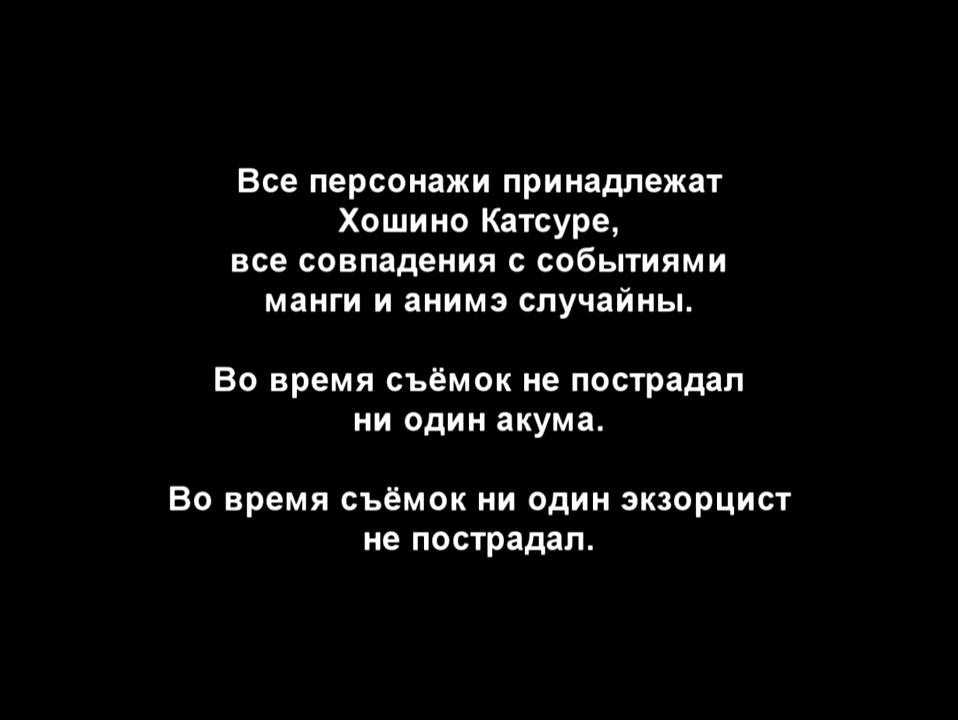 Все персонажи принадлежат
Хошино Катсуре,
все совпадения с событиями
манги и анимэ случайны.
Во время съёмок не пострадал
ни один акума.
Во время съёмок ни один экзорцист
не пострадал.